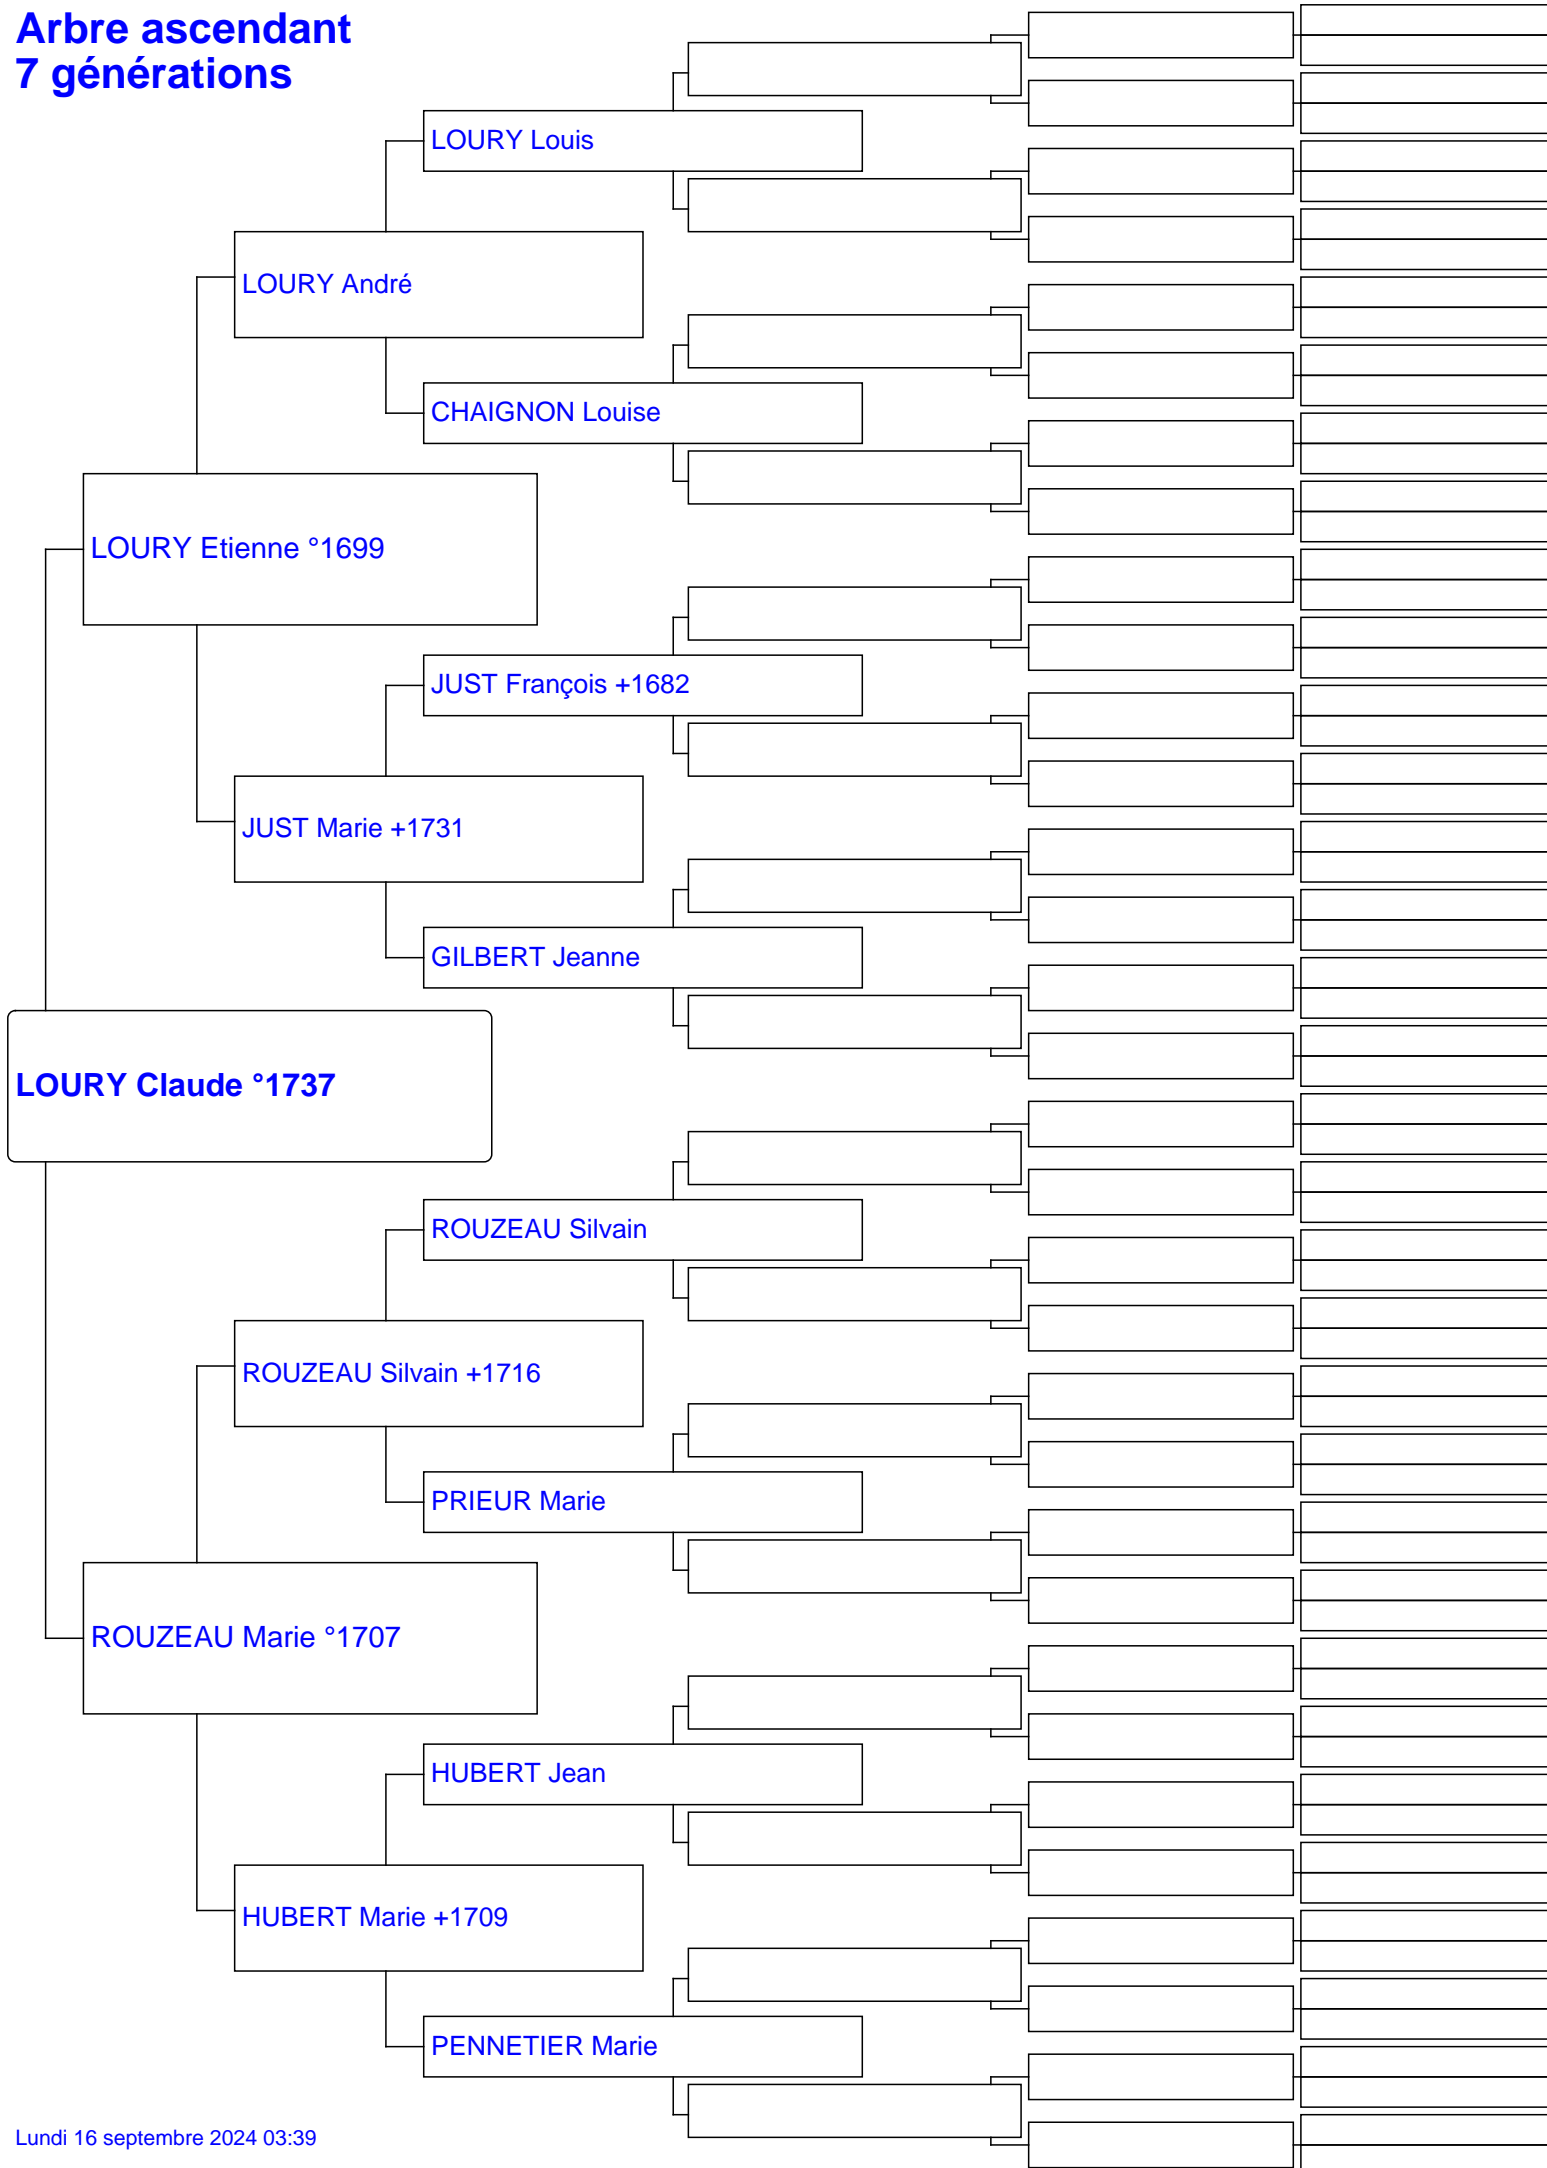 Arbre ascendant
7 générations
LOURY Louis
LOURY André
CHAIGNON Louise
LOURY Etienne °1699
JUST François +1682
JUST Marie +1731
GILBERT Jeanne
LOURY Claude °1737
ROUZEAU Silvain
ROUZEAU Silvain +1716
PRIEUR Marie
ROUZEAU Marie °1707
HUBERT Jean
HUBERT Marie +1709
PENNETIER Marie
Lundi 16 septembre 2024 03:39